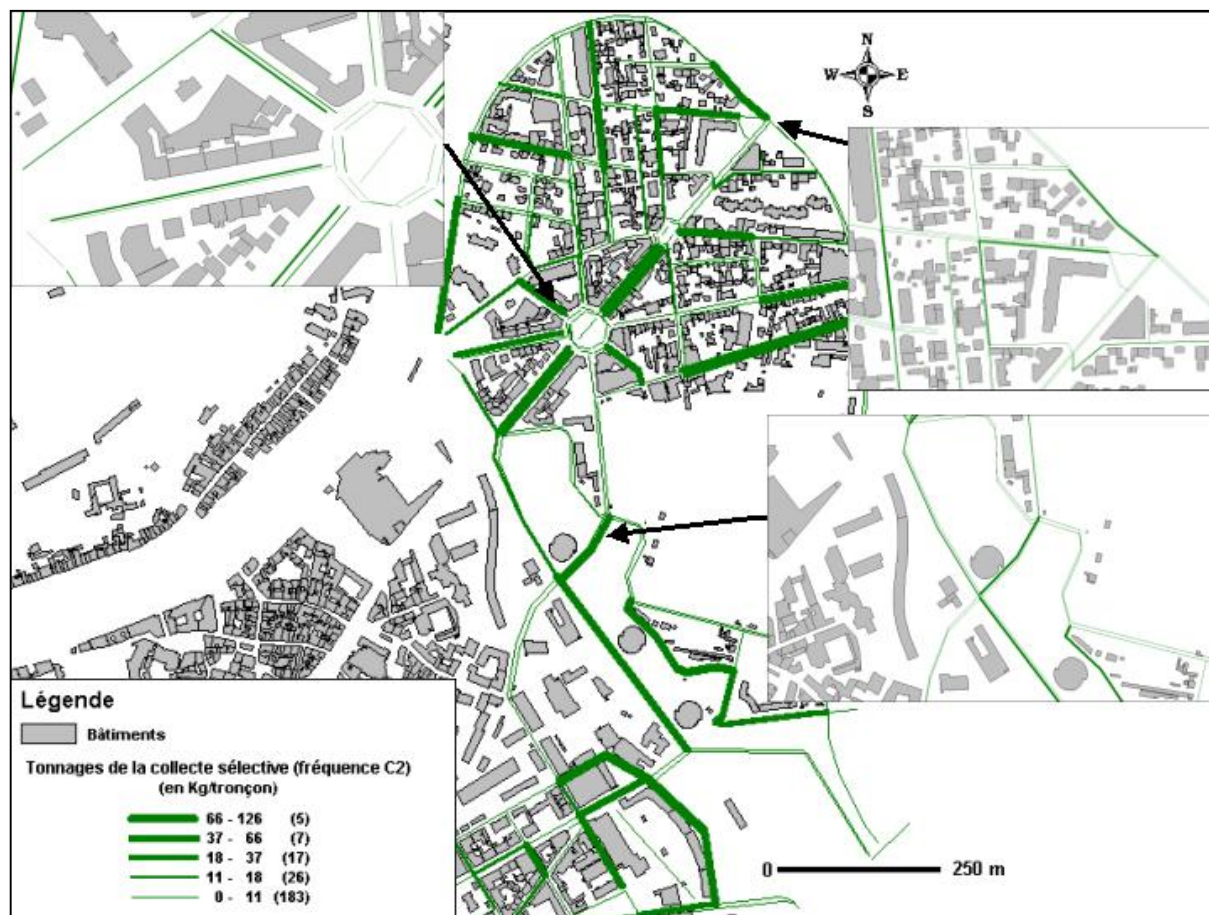 N
W E
S
Légende
Bâtiments
Tonnages de la collecte sélective (fréquence C2)
(en Kg/tronçon)
66 - 126 (5)
37 - 66 (7)
18 - 37 (17)
11 - 18 (26)
0 - 11 (183)
0 250 m